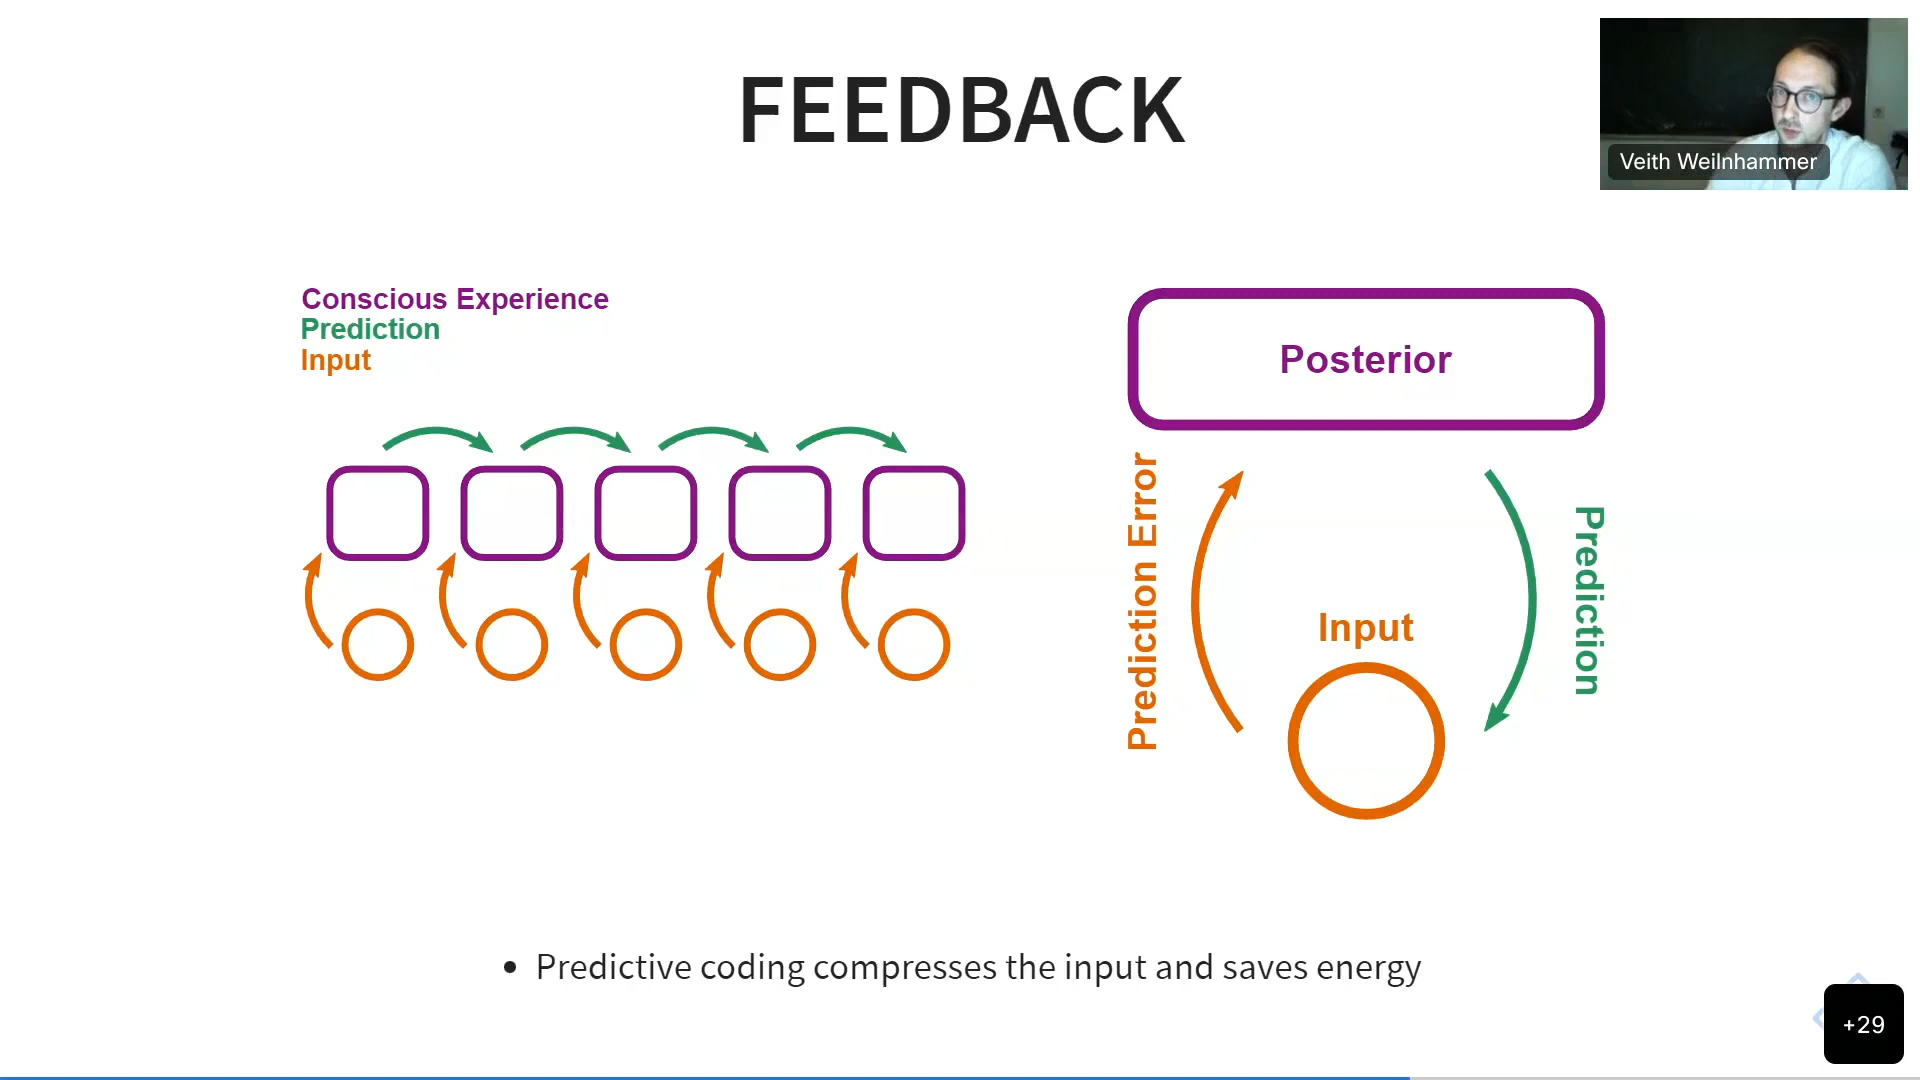 FEEDBACK
Veith Weilnhammer
Conscious Experience
Prediction
Input
Posterior
Prediction Error
Input
Prediction
• Predictive coding compresses the input and saves energy
+29